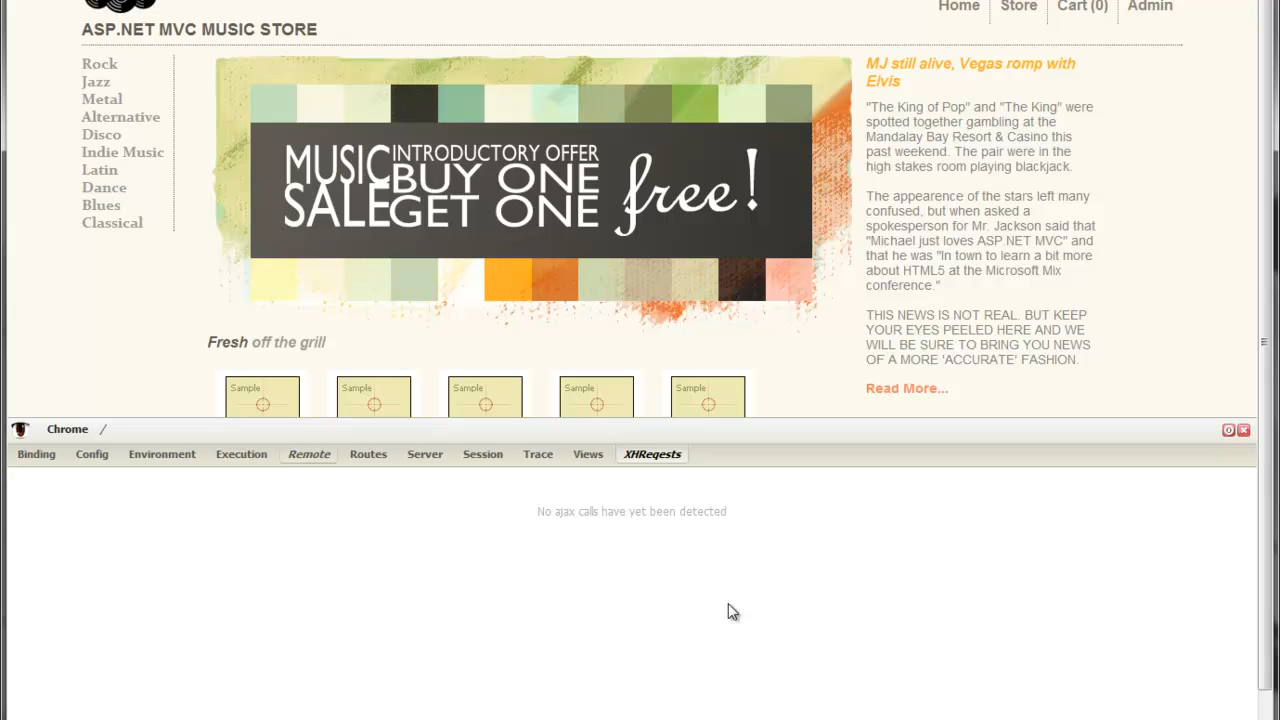 Home Store Cart (0) Admin
ASP.NET MVC MUSIC STORE
Rock
Jazz
Metal
Alternative
Disco
Indie Music
Latin
Dance
Blues
Classical
MUSIC SALE
INTRODUCTORY OFFER
BUY ONE
GET ONE
free!
MJ still alive, Vegas romp with
Elvis
"The King of Pop" and "The King" were
spotted together gambling at the
Mandalay Bay Resort & Casino this
past weekend. The pair were in the
high stakes room playing blackjack.
The appearence of the stars left many
confused, but when asked a
spokesperson for Mr. Jackson said that
"Michael just loves ASP.NET MVC" and
that he was "In town to learn a bit more
about HTML5 at the Microsoft Mix
conference."
THIS NEWS IS NOT REAL. BUT KEEP
YOUR EYES PEELED HERE AND WE
WILL BE SURE TO BRING YOU NEWS
OF A MORE 'ACCURATE' FASHION.
Read More...
Fresh off the grill
Sample Sample Sample Sample Sample
Chrome /
Binding Config Environment Execution Remote Routes Server Session Trace Views XHReqests
No ajax calls have yet been detected